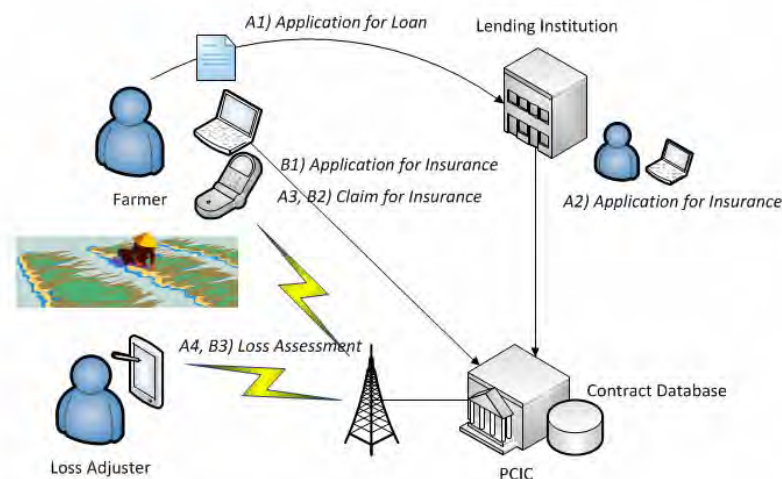 A1) Application for Loan
Lending Institution
B1) Application for Insurance
A3, B2) Claim for Insurance
Farmer
A2) Application for Insurance
A4, B3) Loss Assessment
Contract Database
Loss Adjuster
PCIC